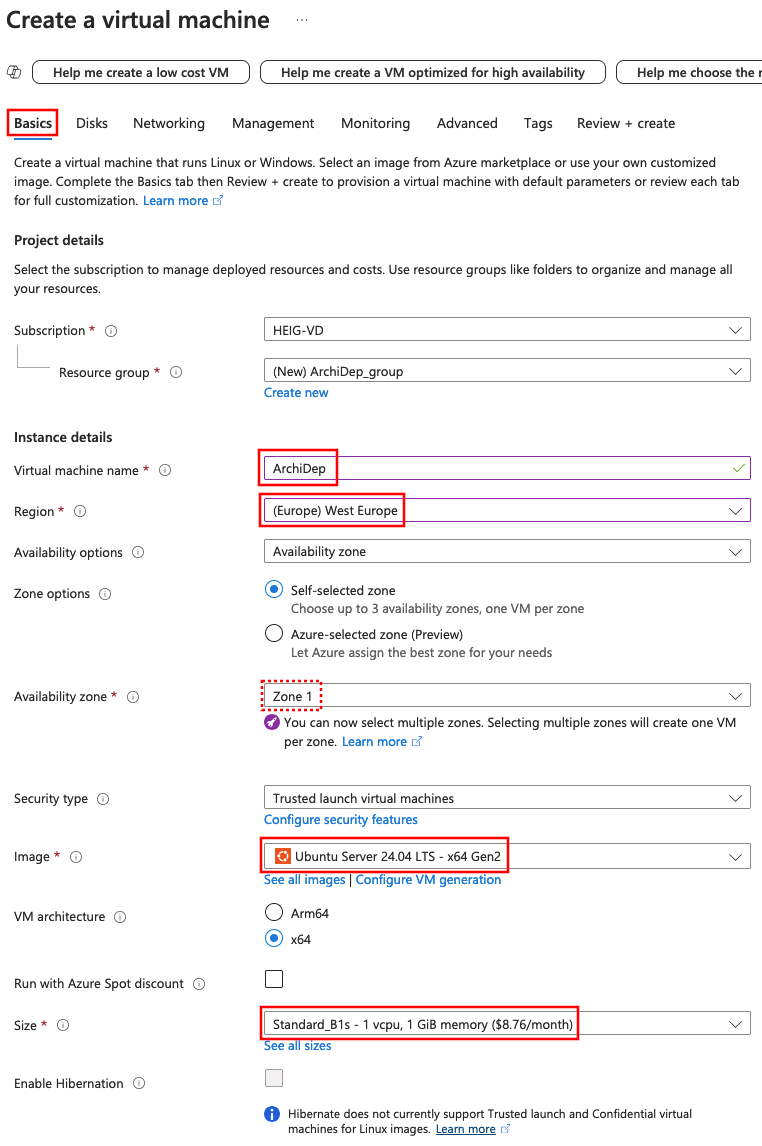 Create a virtual machine ...
Help me create a low cost VM
Help me create a VM optimized for high availability
Help me choose the
Basics Disks Networking Management Monitoring Advanced Tags Review + create
Create a virtual machine that runs Linux or Windows. Select an image from Azure marketplace or use your own customized
image. Complete the Basics tab then Review + create to provision a virtual machine with default parameters or review each tab
for full customization. Learn more
Project details
Select the subscription to manage deployed resources and costs. Use resource groups like folders to organize and manage all
your resources.
Subscription * HEIG-VD
Resource group * (New) ArchiDep_group
Create new
Instance details
Virtual machine name * ArchiDep
Region * (Europe) West Europe
Availability options Availability zone
Zone options Self-selected zone
Choose up to 3 availability zones, one VM per zone
Azure-selected zone (Preview)
Let Azure assign the best zone for your needs
Availability zone * Zone 1
You can now select multiple zones. Selecting multiple zones will create one VM
per zone. Learn more
Security type Trusted launch virtual machines
Configure security features
Image * Ubuntu Server 24.04 LTS - x64 Gen2
See all images | Configure VM generation
VM architecture Arm64
x64
Run with Azure Spot discount
Size * Standard_B1s - 1 vcpu, 1 GiB memory ($8.76/month)
See all sizes
Enable Hibernation
Hibernate does not currently support Trusted launch and Confidential virtual
machines for Linux images. Learn more